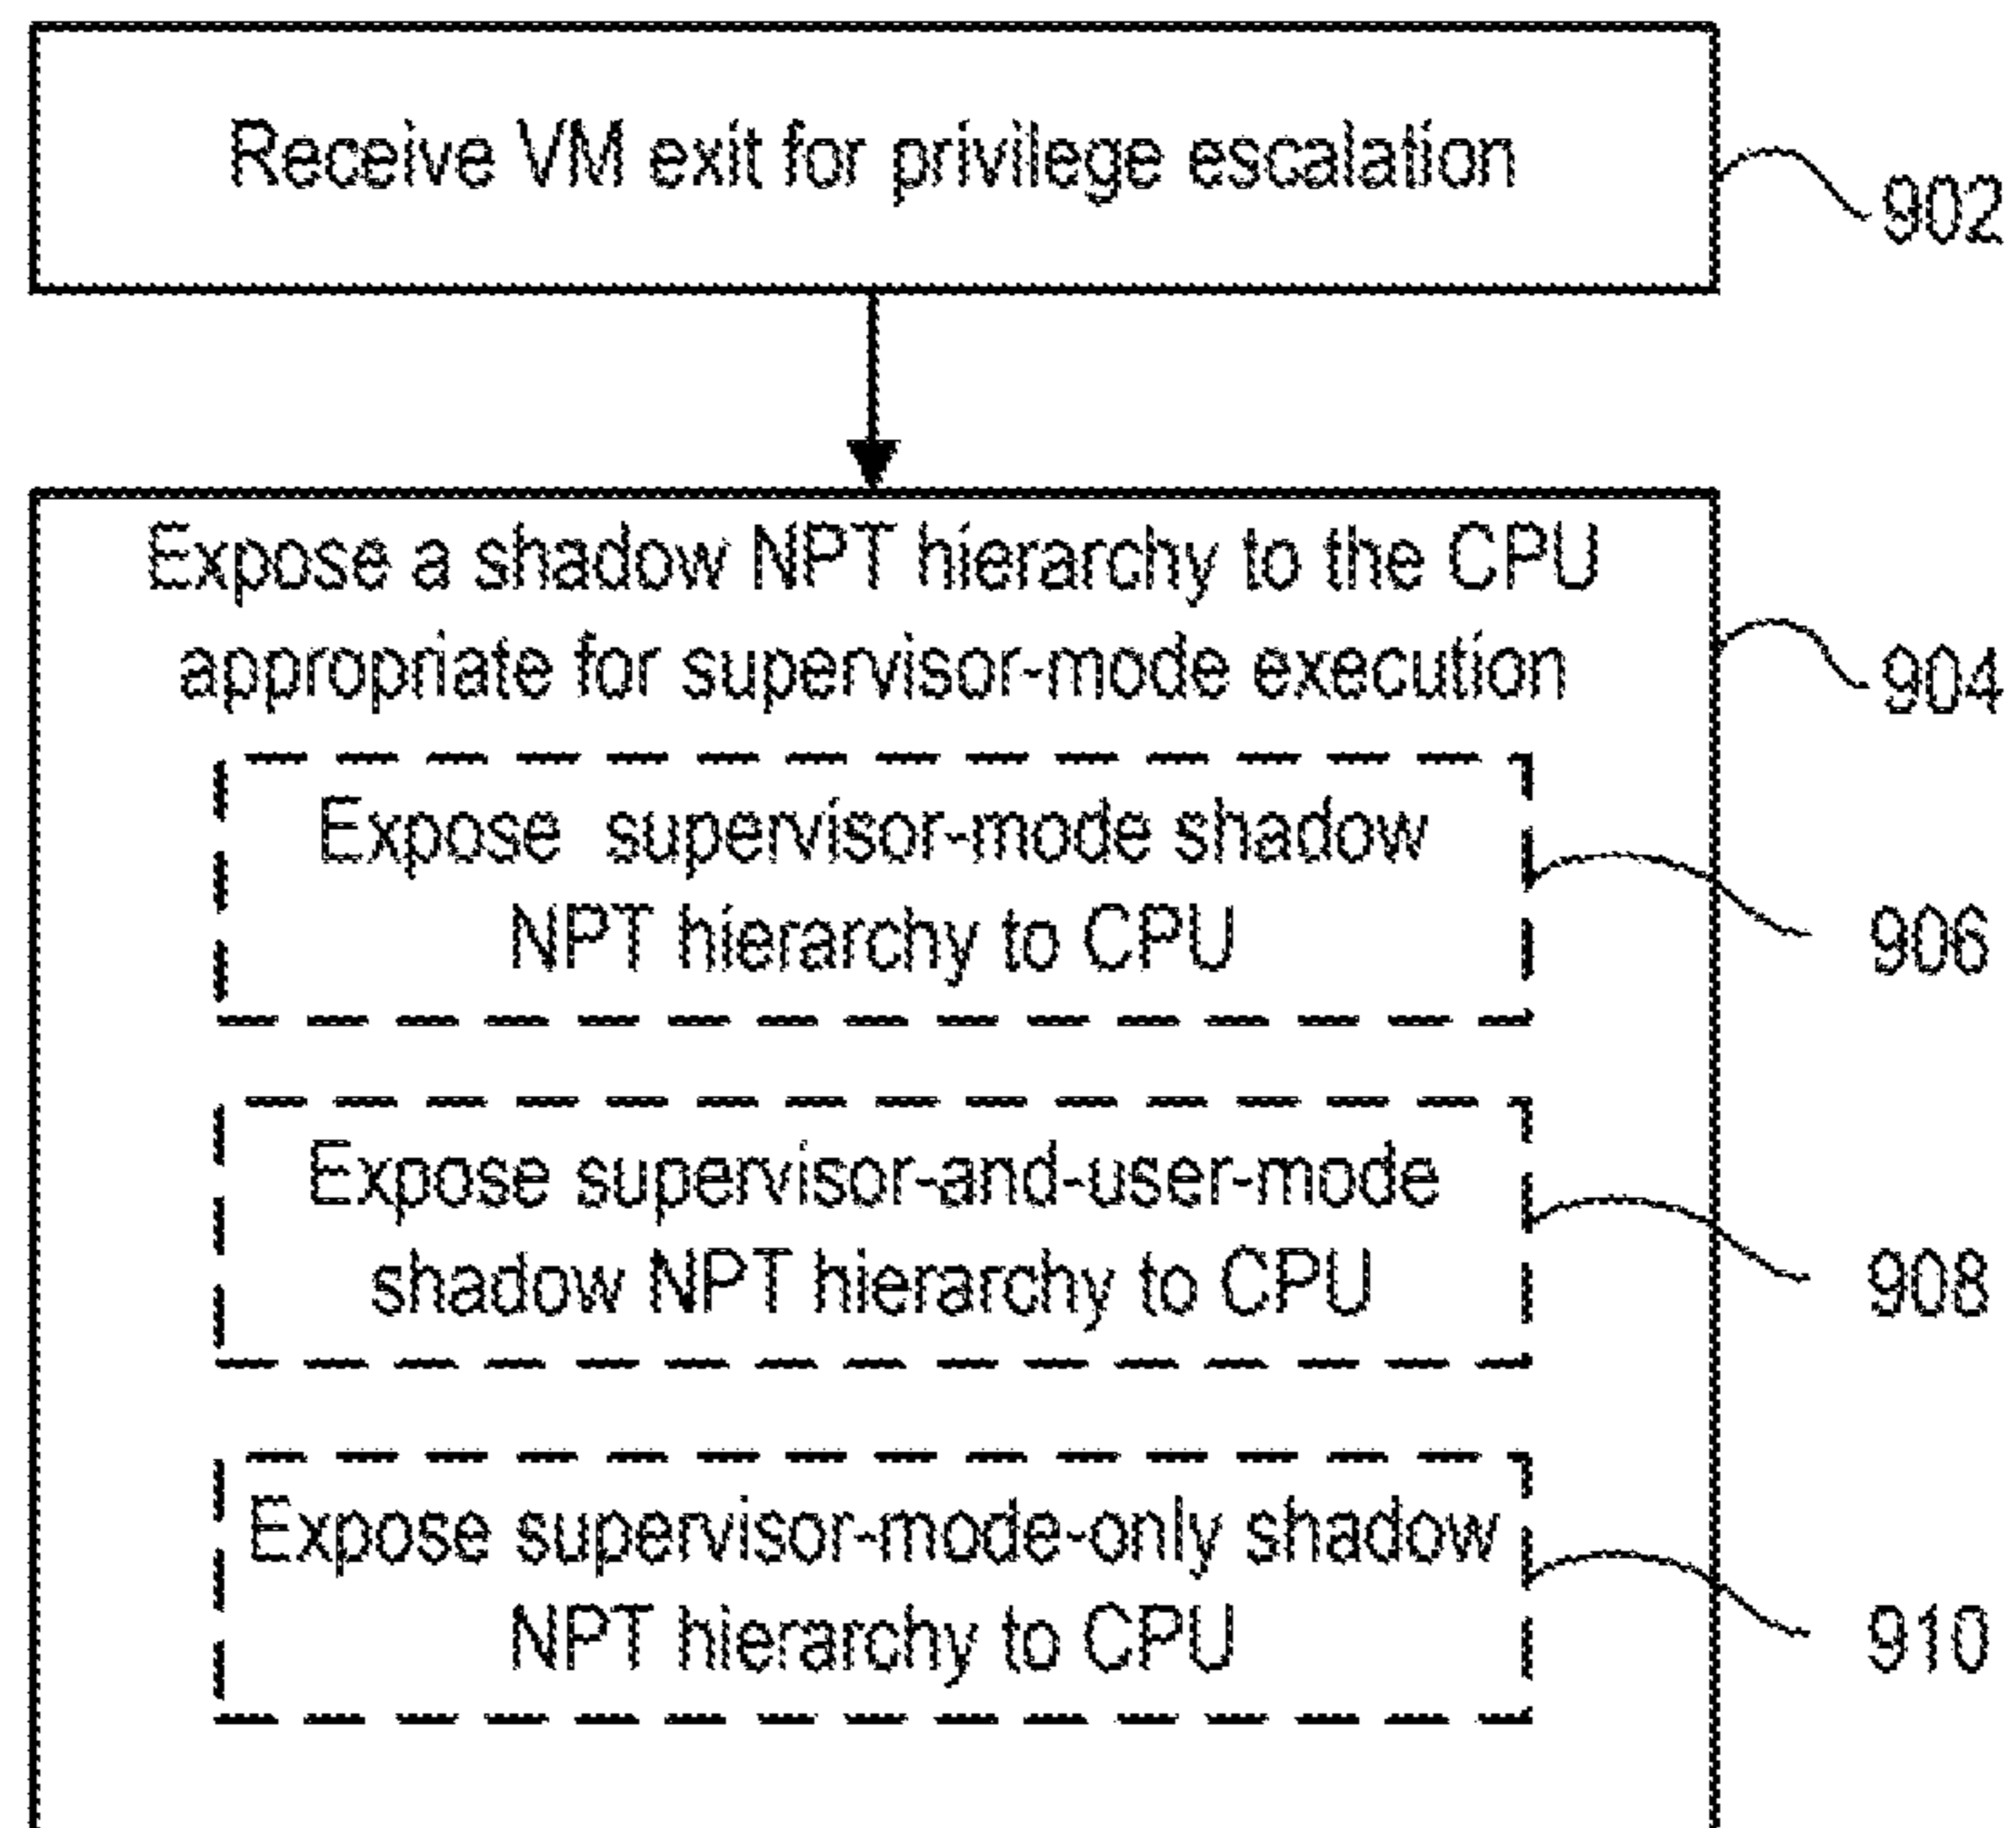 Receive VM exit for privilege escalation
902
Expose a shadow NPT hierarchy to the CPU
appropriate for supervisor-mode execution
904
Expose supervisor-mode shadow
NPT hierarchy to CPU
906
Expose supervisor-and-user-mode
shadow NPT hierarchy to CPU
908
Expose supervisor-mode-only shadow
NPT hierarchy to CPU
910